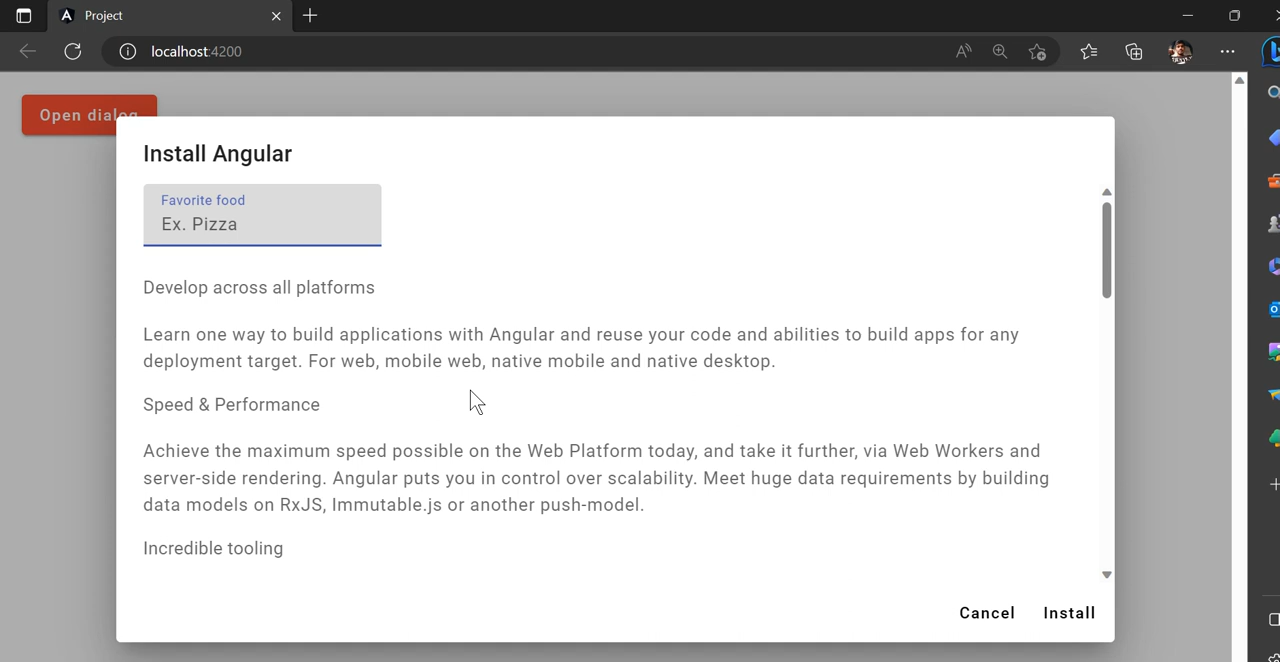 Project
localhost:4200
Open dialog
Install Angular
Favorite food
Ex. Pizza
Develop across all platforms
Learn one way to build applications with Angular and reuse your code and abilities to build apps for any
deployment target. For web, mobile web, native mobile and native desktop.
Speed & Performance
Achieve the maximum speed possible on the Web Platform today, and take it further, via Web Workers and
server-side rendering. Angular puts you in control over scalability. Meet huge data requirements by building
data models on RxJS, Immutable.js or another push-model.
Incredible tooling
Cancel Install